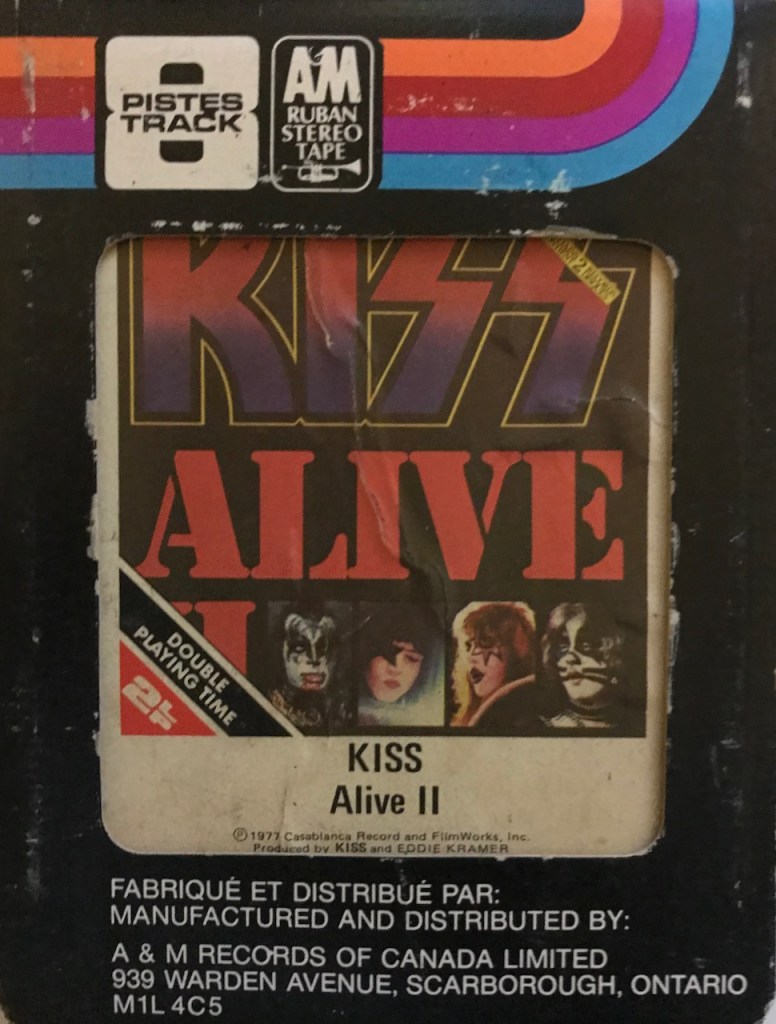 8
PISTES
TRACK
A&M
RUBAN
STEREO
TAPE
KISS
ALIVE
II
DOUBLE
PLAYING TIME
2LP
KISS
Alive II
Ⓟ 1977 Casablanca Record and FilmWorks, Inc.
Produced by KISS and EDDIE KRAMER
FABRIQUÉ ET DISTRIBUÉ PAR:
MANUFACTURED AND DISTRIBUTED BY:
A & M RECORDS OF CANADA LIMITED
939 WARDEN AVENUE, SCARBOROUGH, ONTARIO
M1L 4C5